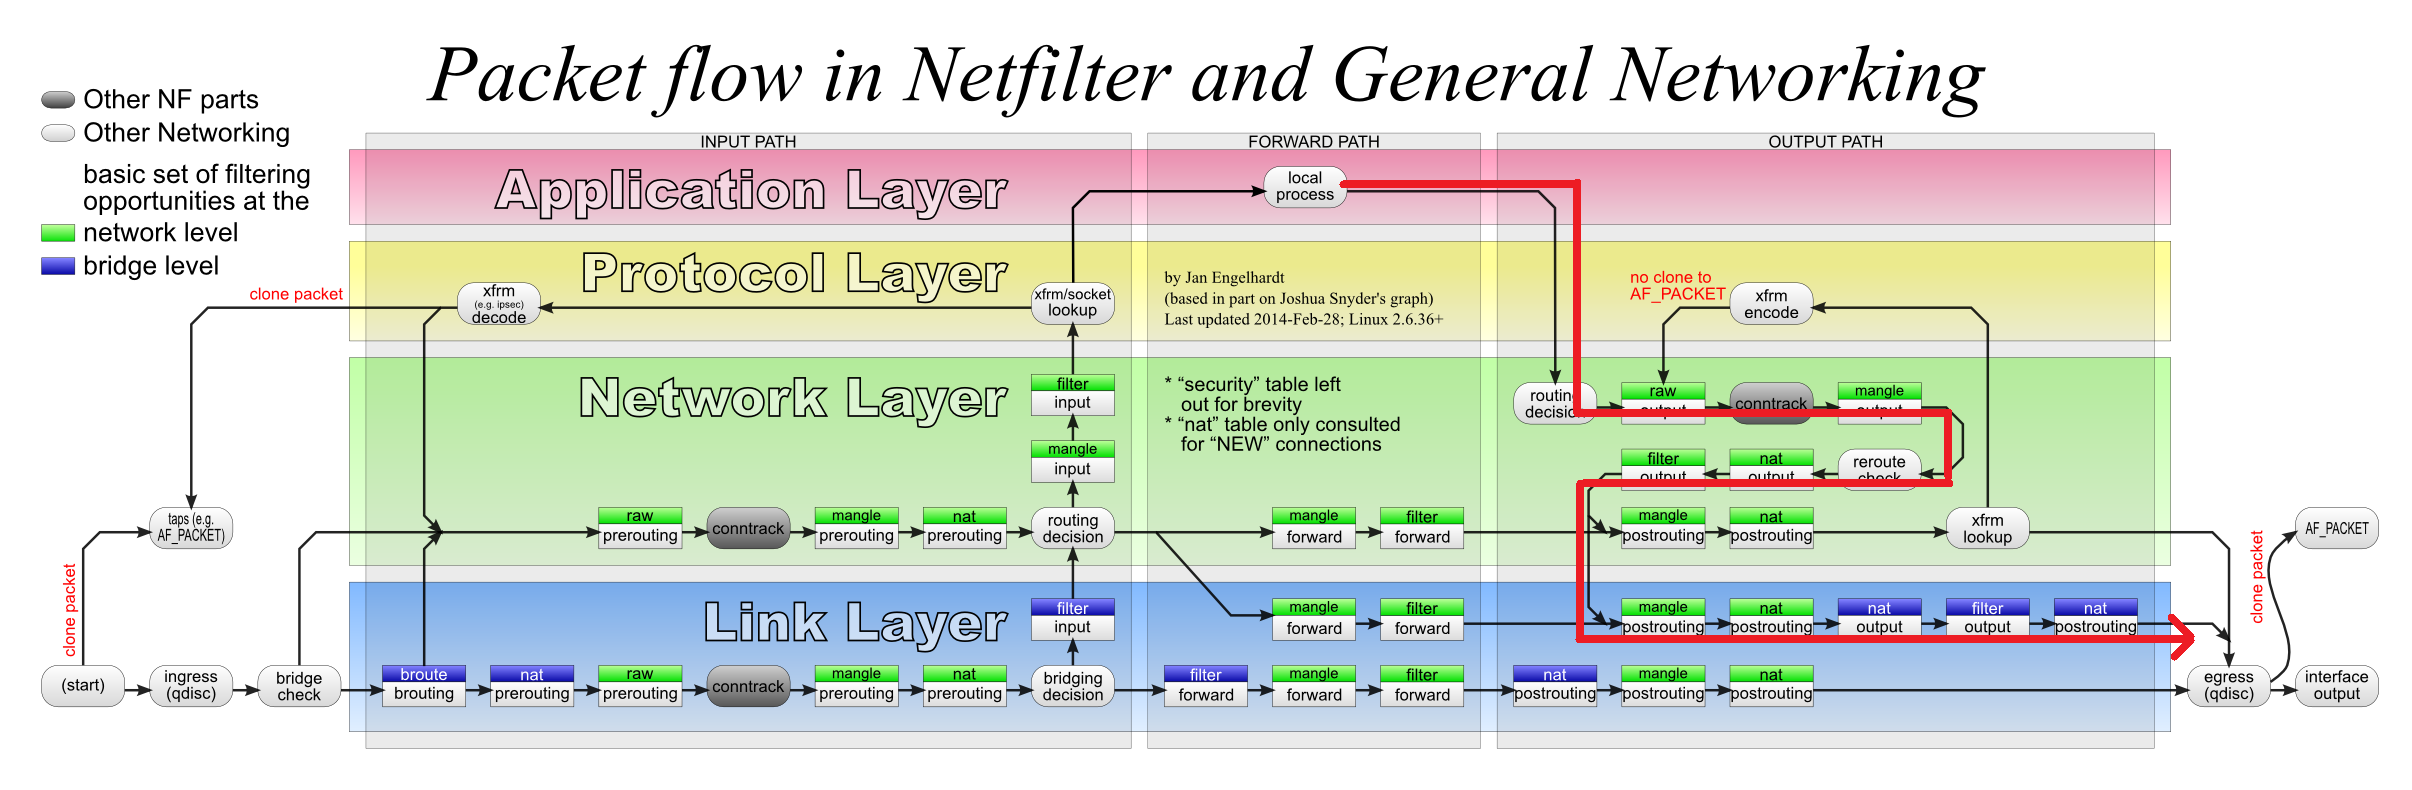 Packet flow in Netfilter and General Networking
Other NF parts
Other Networking
basic set of filtering
opportunities at the
network level
bridge level
INPUT PATH
FORWARD PATH
OUTPUT PATH
Application Layer
local
process
Protocol Layer
clone packet
xfrm
(e.g. ipsec)
decode
xfrm/socket
lookup
by Jan Engelhardt
(based in part on Joshua Snyder's graph)
Last updated 2014-Feb-28; Linux 2.6.36+
no clone to
AF_PACKET
xfrm
encode
Network Layer
filter
input
mangle
input
* “security” table left
out for brevity
* “nat” table only consulted
for “NEW” connections
routing
decision
raw
output
conntrack
mangle
output
filter
output
nat
output
reroute
check
taps (e.g.
AF_PACKET)
raw
prerouting
conntrack
mangle
prerouting
nat
prerouting
routing
decision
mangle
forward
filter
forward
mangle
postrouting
nat
postrouting
xfrm
lookup
AF_PACKET
clone packet
clone packet
Link Layer
filter
input
mangle
forward
filter
forward
mangle
postrouting
nat
postrouting
nat
output
filter
output
nat
postrouting
(start)
ingress
(qdisc)
bridge
check
broute
brouting
nat
prerouting
raw
prerouting
conntrack
mangle
prerouting
nat
prerouting
bridging
decision
filter
forward
mangle
forward
filter
forward
nat
postrouting
mangle
postrouting
nat
postrouting
egress
(qdisc)
interface
output